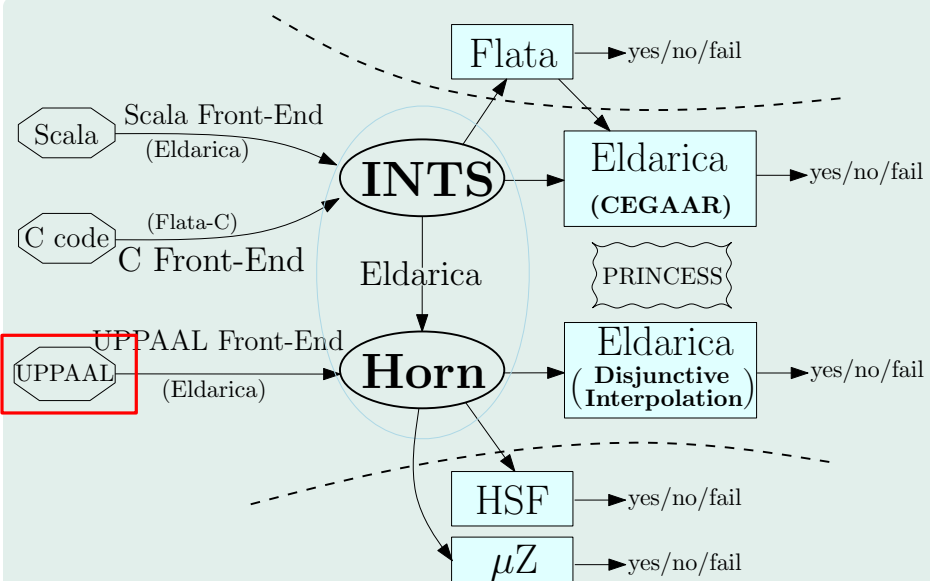 Flata
yes/no/fail
Scala Front-End
Scala
(Eldarica)
INTS
Eldarica
(CEGAAR)
yes/no/fail
(Flata-C)
C code
C Front-End
Eldarica
PRINCESS
UPPAAL Front-End
UPPAAL
(Eldarica)
Horn
Eldarica
(Disjunctive
Interpolation)
yes/no/fail
HSF
yes/no/fail
μZ
yes/no/fail